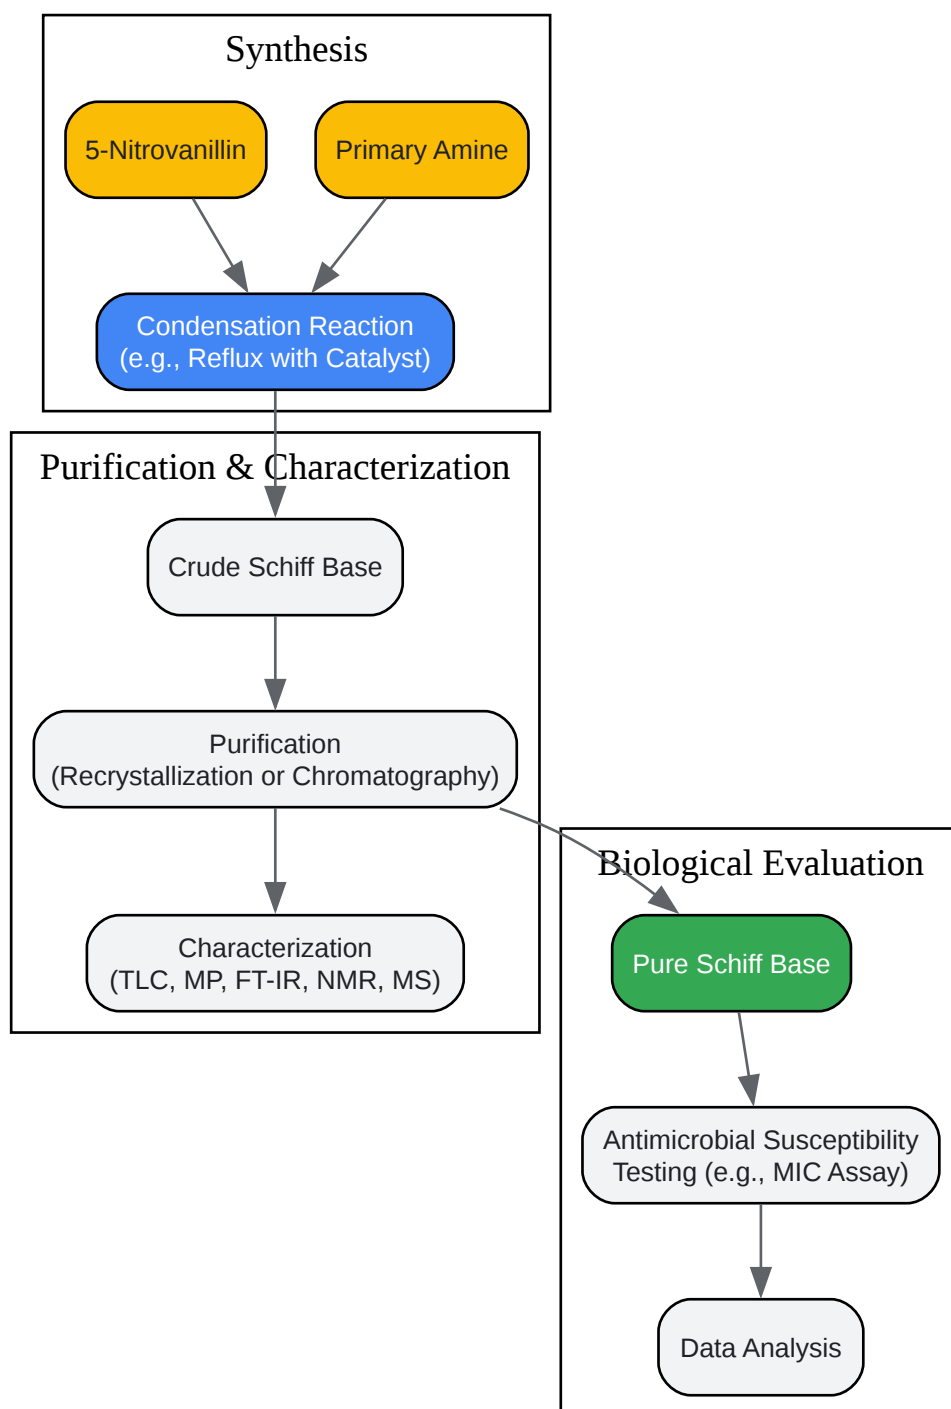 Synthesis
5-Nitrovanillin
Primary Amine
Condensation Reaction
(e.g., Reflux with Catalyst)
Purification & Characterization
Crude Schiff Base
Purification
(Recrystallization or Chromatography)
Characterization
(TLC, MP, FT-IR, NMR, MS)
Biological Evaluation
Pure Schiff Base
Antimicrobial Susceptibility
Testing (e.g., MIC Assay)
Data Analysis